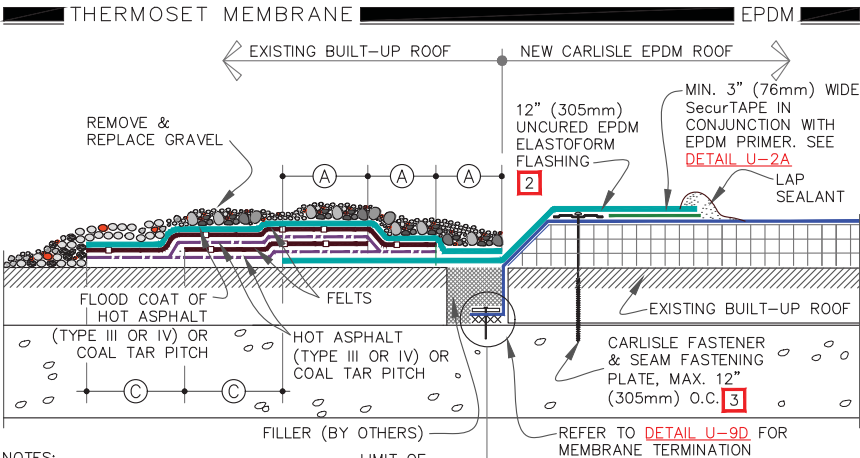 THERMOSET MEMBRANE
EPDM
EXISTING BUILT-UP ROOF
NEW CARLISLE EPDM ROOF
REMOVE &
REPLACE GRAVEL
12" (305mm)
UNCURED EPDM
ELASTOFORM
FLASHING
2
MIN. 3" (76mm) WIDE
SecurTAPE IN
CONJUNCTION WITH
EPDM PRIMER. SEE
DETAIL U-2A
LAP
SEALANT
A
A
A
FLOOD COAT OF
HOT ASPHALT
(TYPE III OR IV) OR
COAL TAR PITCH
FELTS
HOT ASPHALT
(TYPE III OR IV) OR
COAL TAR PITCH
EXISTING BUILT-UP ROOF
CARLISLE FASTENER
& SEAM FASTENING
PLATE, MAX. 12"
(305mm) O.C. 3
C
C
FILLER (BY OTHERS)
REFER TO DETAIL U-9D FOR
MEMBRANE TERMINATION
NOTES:
LIMIT OF